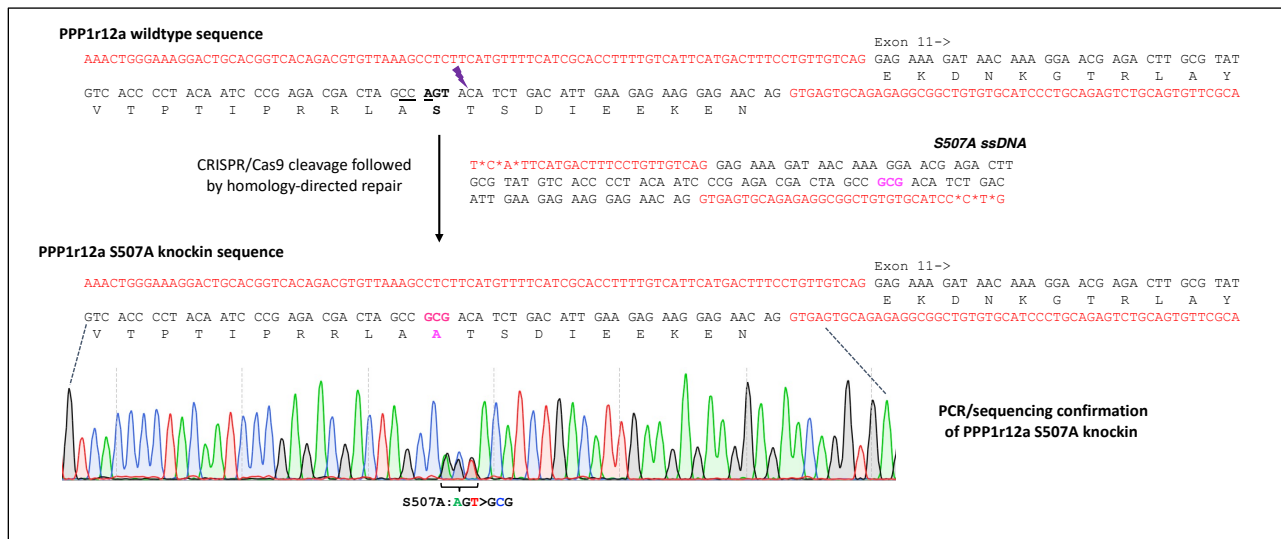 PPP1r12a wildtype sequence
Exon 11->
AAACTGGGAAAGGACTGCACGGTCACAGACGTGTTAAAGCCTCTTCATGTTTTCATCGCACCTTTTGTCATTCATGACTTTCCTGTTGTCAG GAG AAA GAT AAC AAA GGA ACG AGA CTT GCG TAT
E K D N K G T R L A Y
GTC ACC CCT ACA ATC CCG AGA CGA CTA GCC AGT ACA TCT GAC ATT GAA GAG AAG GAG AAC AG GTGAGTGCAGAGAGGCGGCTGTGTGCATCCCTGCAGAGTCTGCAGTGTTCGCA
V T P T I P R R L A S T S D I E E K E N
CRISPR/Cas9 cleavage followed
by homology-directed repair
S507A ssDNA
T*C*A*TTCATGACTTTCCTGTTGTCAG GAG AAA GAT AAC AAA GGA ACG AGA CTT
GCG TAT GTC ACC CCT ACA ATC CCG AGA CGA CTA GCC GCG ACA TCT GAC
ATT GAA GAG AAG GAG AAC AG GTGAGTGCAGAGAGGCGGCTGTGTGCATCC*C*T*G
PPP1r12a S507A knockin sequence
Exon 11->
AAACTGGGAAAGGACTGCACGGTCACAGACGTGTTAAAGCCTCTTCATGTTTTCATCGCACCTTTTGTCATTCATGACTTTCCTGTTGTCAG GAG AAA GAT AAC AAA GGA ACG AGA CTT GCG TAT
E K D N K G T R L A Y
GTC ACC CCT ACA ATC CCG AGA CGA CTA GCC GCG ACA TCT GAC ATT GAA GAG AAG GAG AAC AG GTGAGTGCAGAGAGGCGGCTGTGTGCATCCCTGCAGAGTCTGCAGTGTTCGCA
V T P T I P R R L A A T S D I E E K E N
PCR/sequencing confirmation
of PPP1r12a S507A knockin
S507A:AGT>GCG